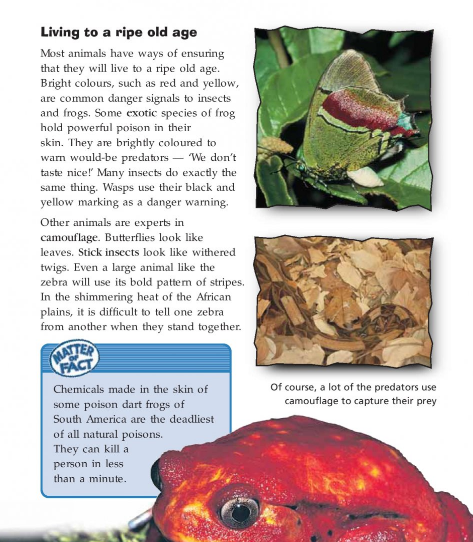 Living to a ripe old age
Most animals have ways of ensuring
that they will live to a ripe old age.
Bright colours, such as red and yellow,
are common danger signals to insects
and frogs. Some exotic species of frog
hold powerful poison in their
skin. They are brightly coloured to
warn would-be predators — ‘We don’t
taste nice!’ Many insects do exactly the
same thing. Wasps use their black and
yellow marking as a danger warning.
Other animals are experts in
camouflage. Butterflies look like
leaves. Stick insects look like withered
twigs. Even a large animal like the
zebra will use its bold pattern of stripes.
In the shimmering heat of the African
plains, it is difficult to tell one zebra
from another when they stand together.
MATTER
of
FACT
Chemicals made in the skin of
some poison dart frogs of
South America are the deadliest
of all natural poisons.
They can kill a
person in less
than a minute.
Of course, a lot of the predators use
camouflage to capture their prey